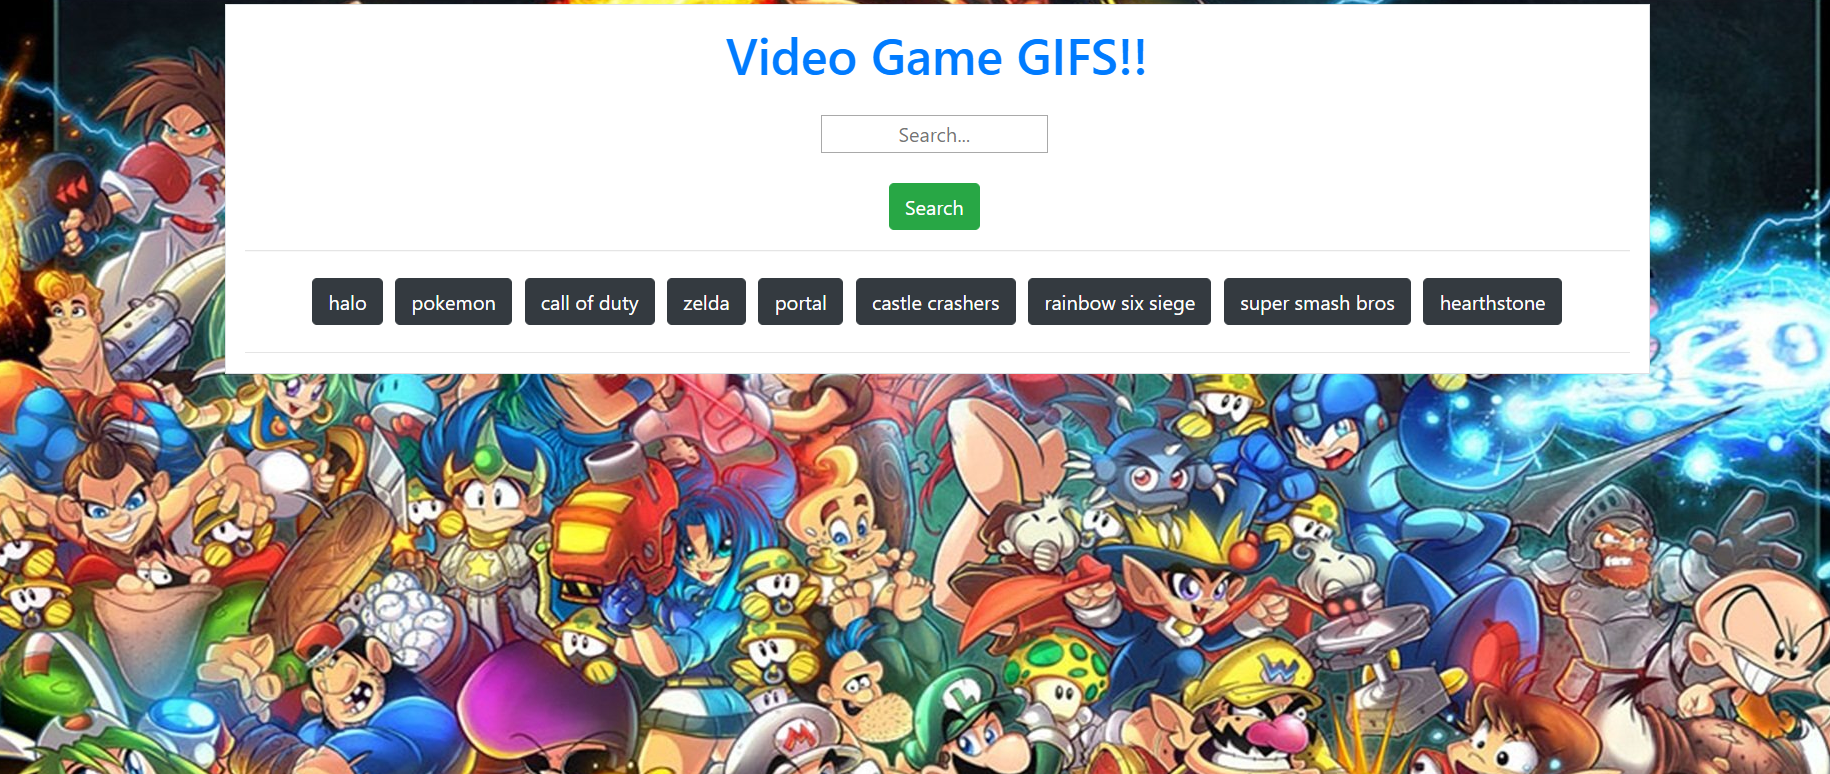 Video Game GIFS!!
Search...
Search
halo pokemon call of duty zelda portal castle crashers rainbow six siege super smash bros hearthstone
W
L
M